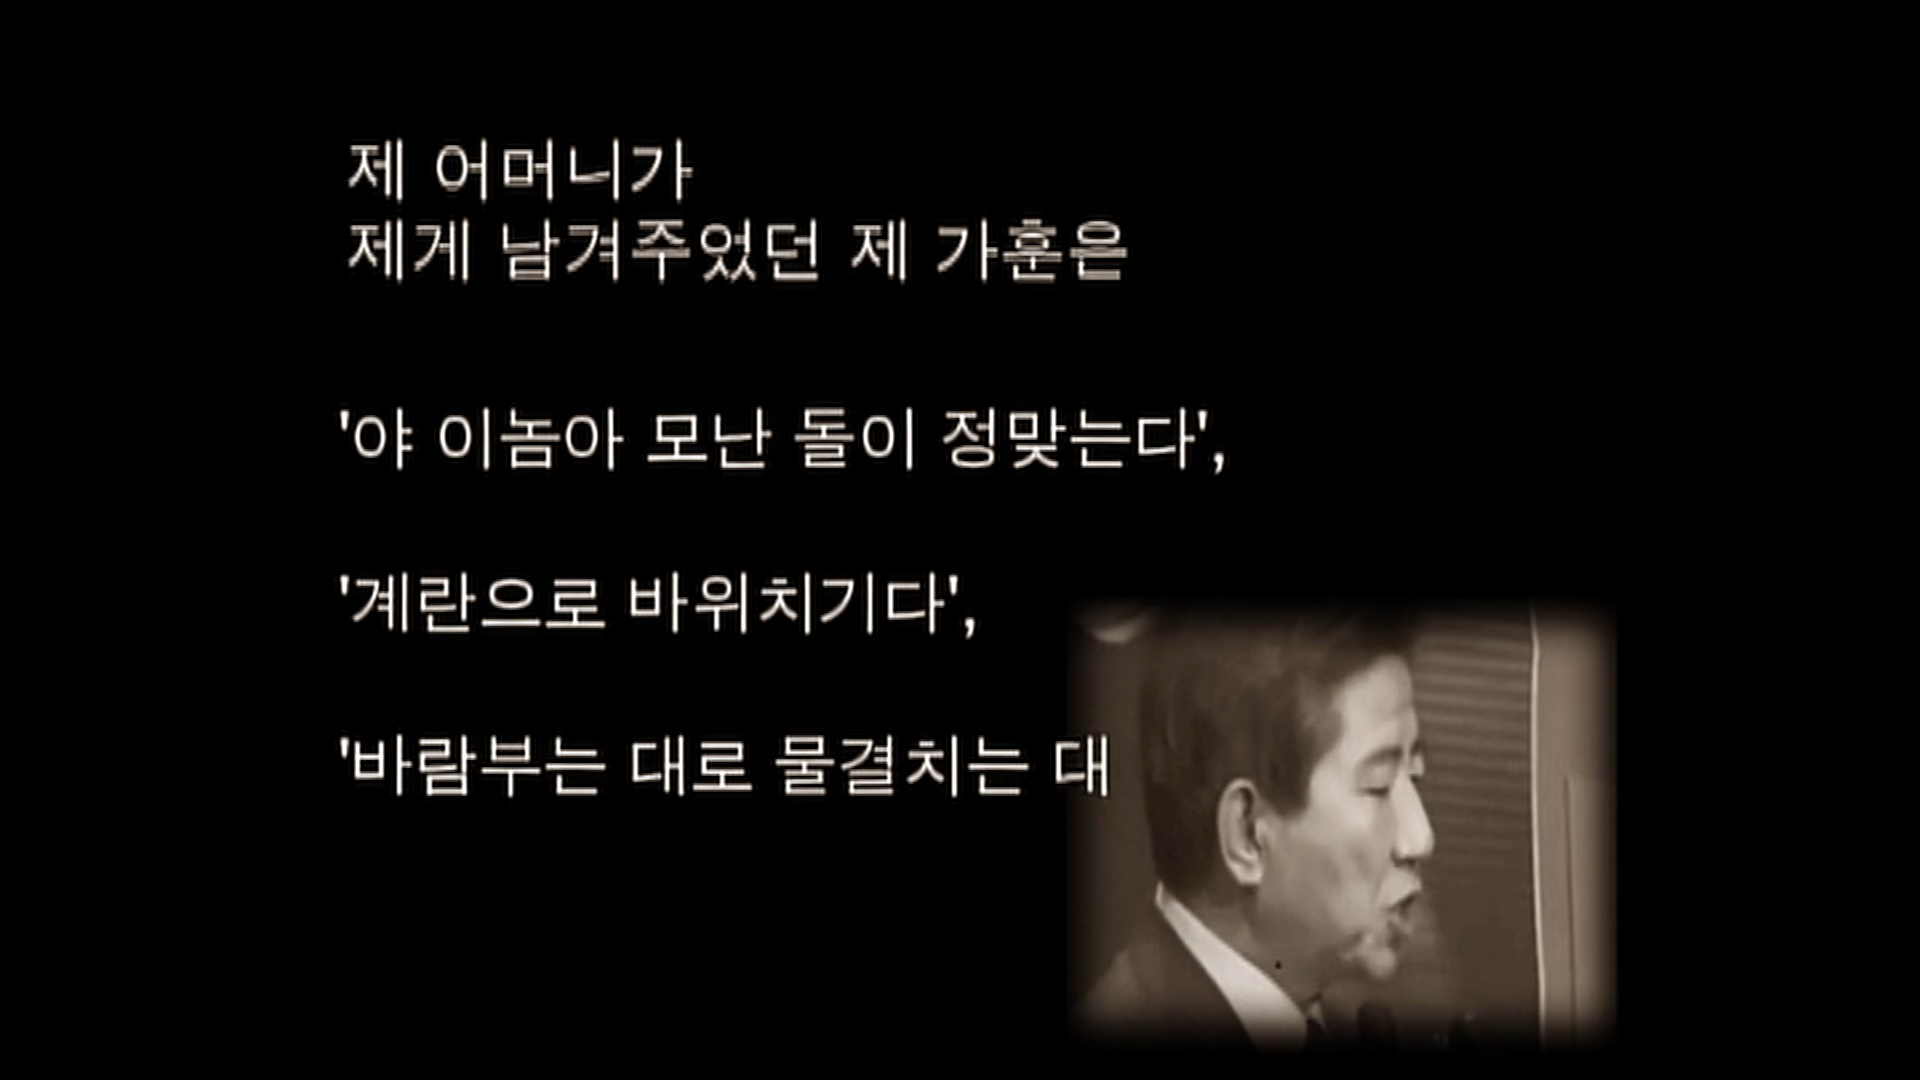 제 어머니가
제게 남겨주었던 제 가훈은
'야 이놈아 모난 돌이 정맞는다',
'계란으로 바위치기다',
'바람부는 대로 물결치는 대